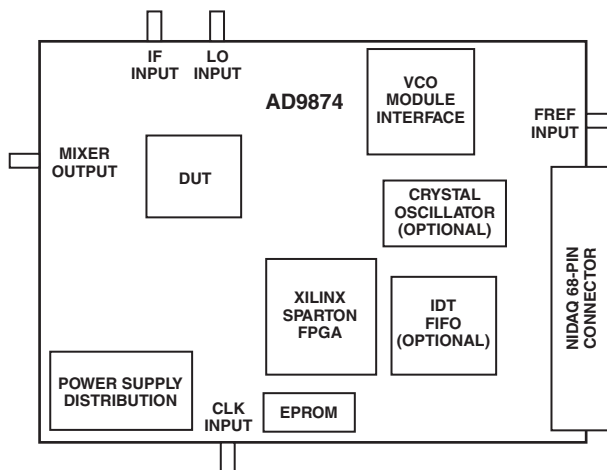 IF
INPUT
LO
INPUT
AD9874
VCO
MODULE
INTERFACE
FREF
INPUT
MIXER
OUTPUT
DUT
CRYSTAL
OSCILLATOR
(OPTIONAL)
XILINX
SPARTON
FPGA
IDT
FIFO
(OPTIONAL)
NIDAQ 68-PIN
CONNECTOR
POWER SUPPLY
DISTRIBUTION
CLK
INPUT
EPROM